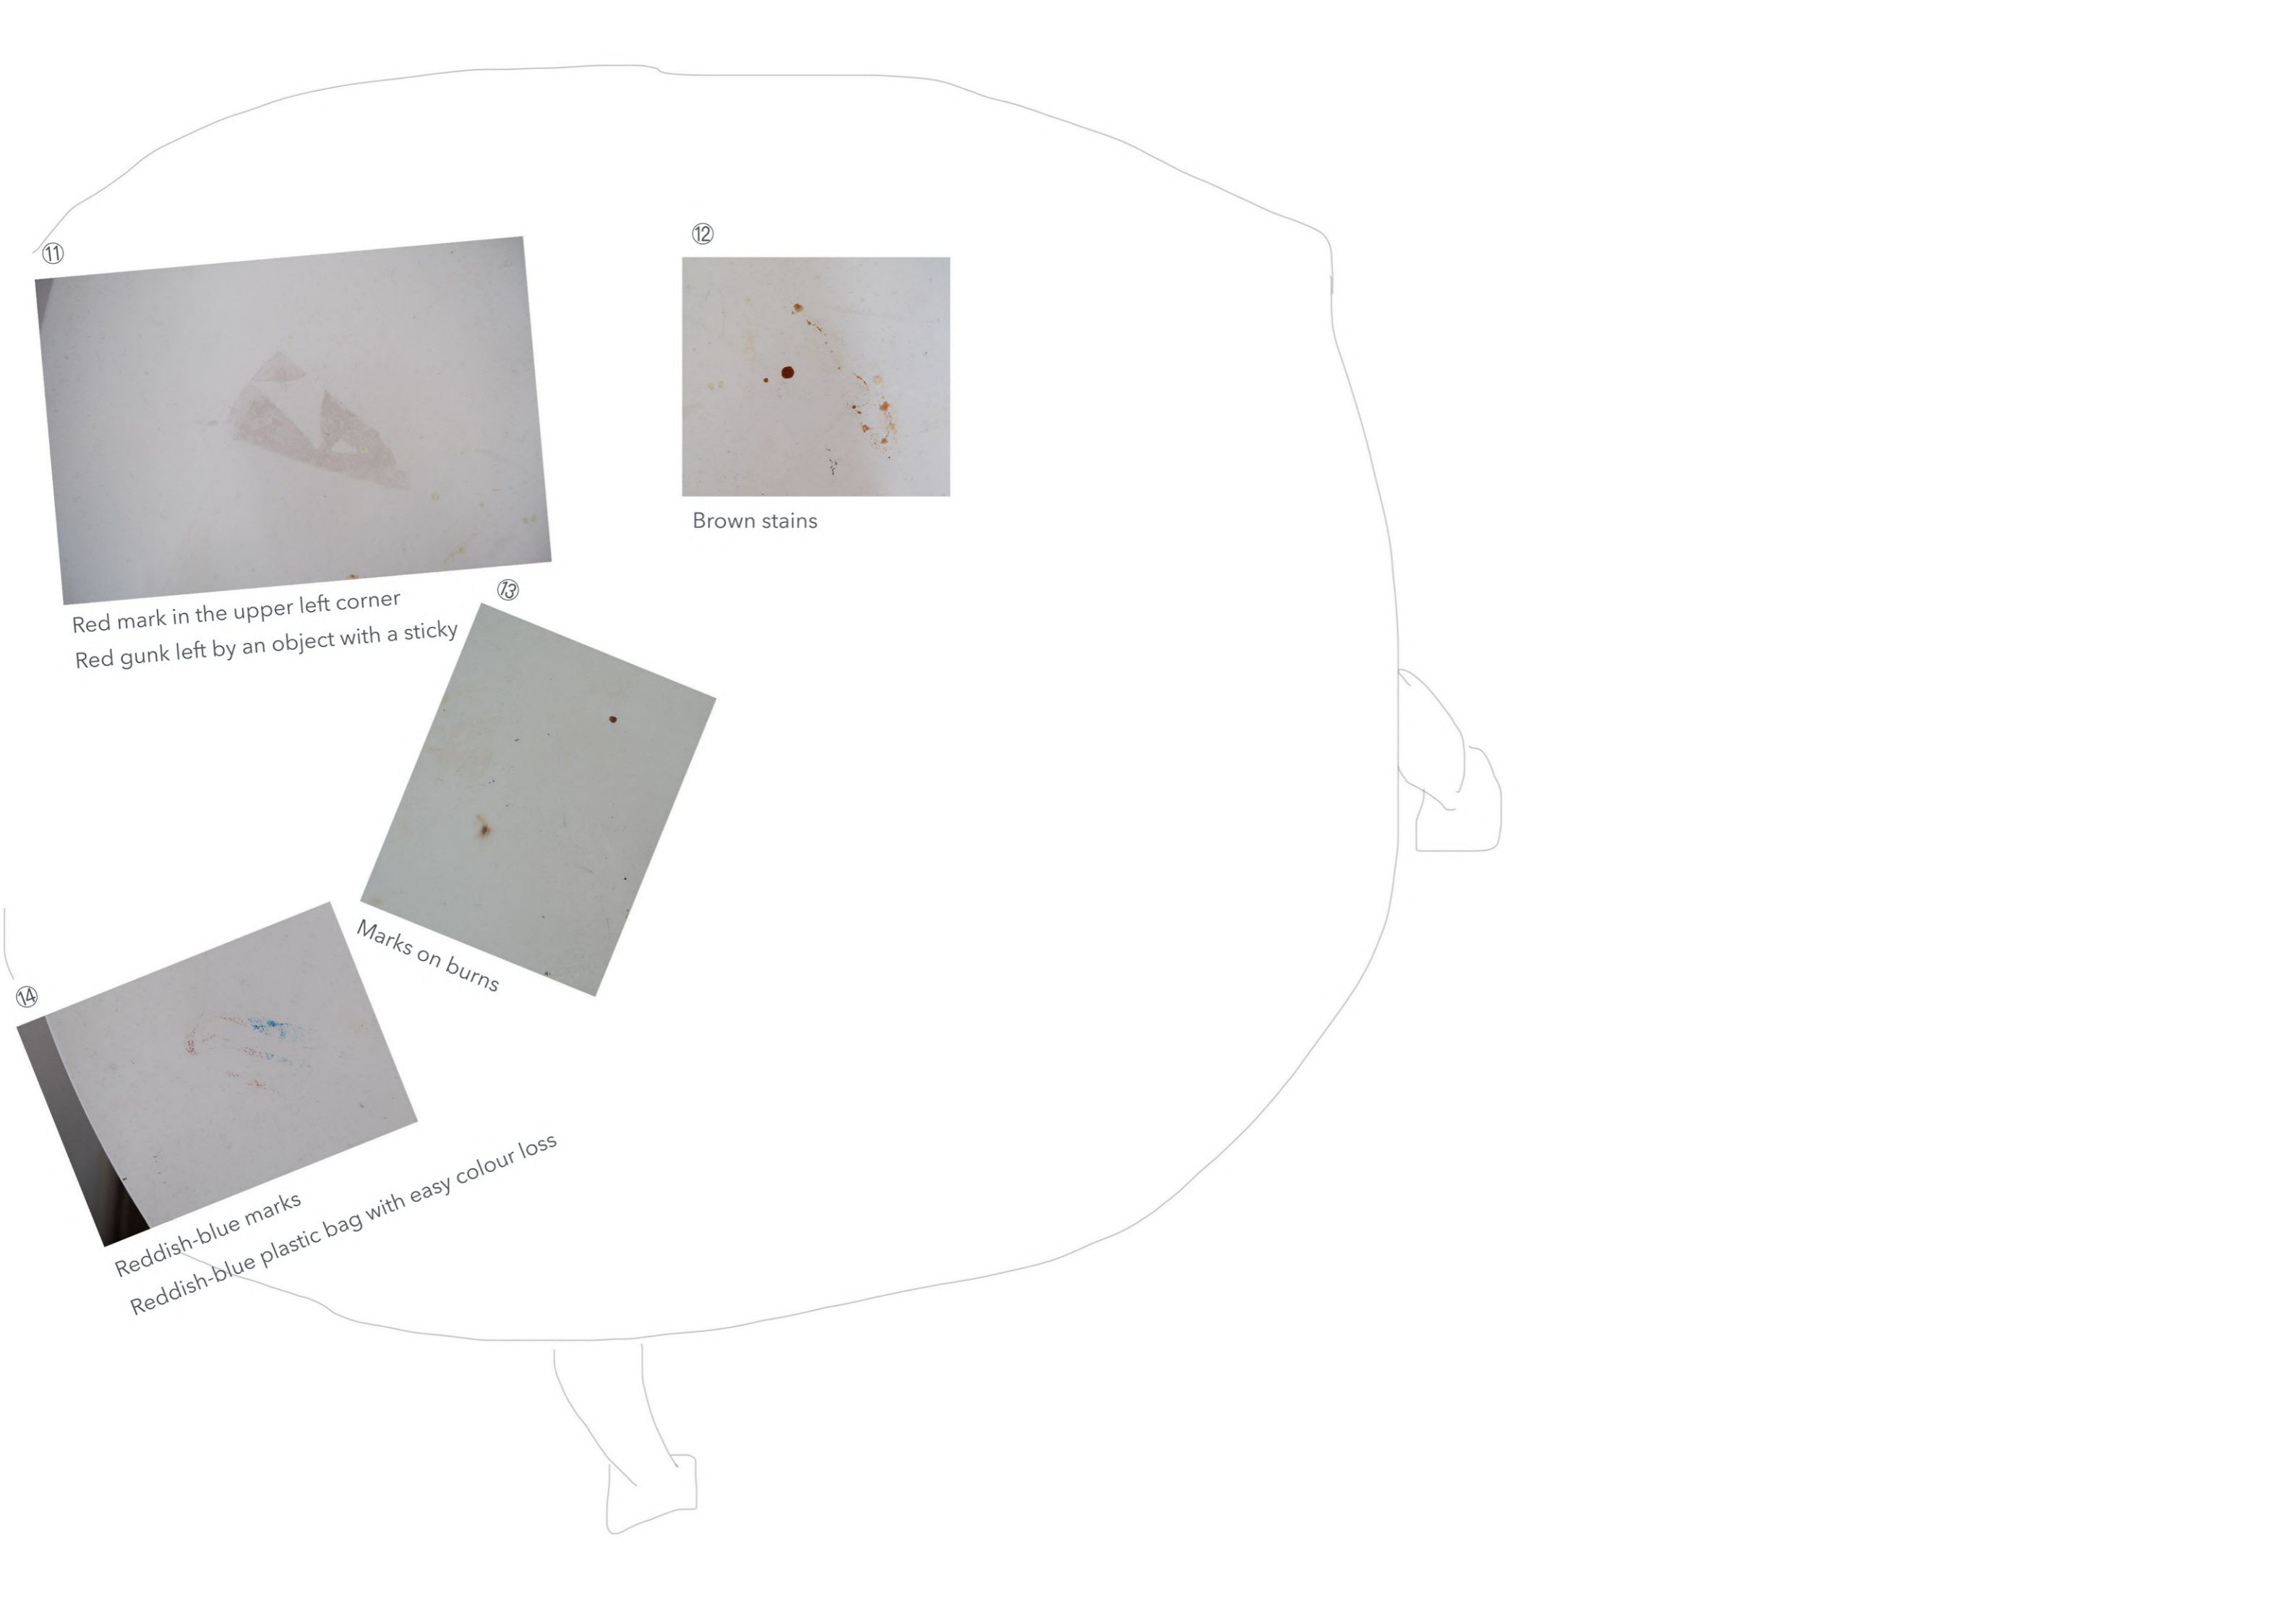 ⑪
Red mark in the upper left corner
Red gunk left by an object with a sticky
⑫
Brown stains
⑬
Marks on burns
⑭
Reddish-blue marks
Reddish-blue plastic bag with easy colour loss